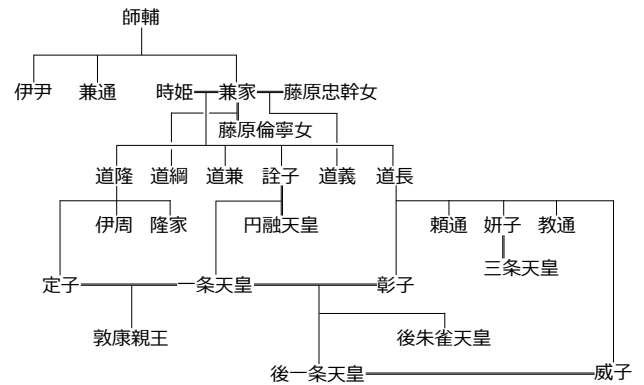 師輔
伊尹 兼通 時姫 兼家 藤原忠幹女
藤原倫寧女
道隆 道綱 道兼 詮子 道義 道長
伊周 隆家 円融天皇 頼通 妍子 教通
三条天皇
定子 一条天皇 彰子
敦康親王 後朱雀天皇
後一条天皇 威子